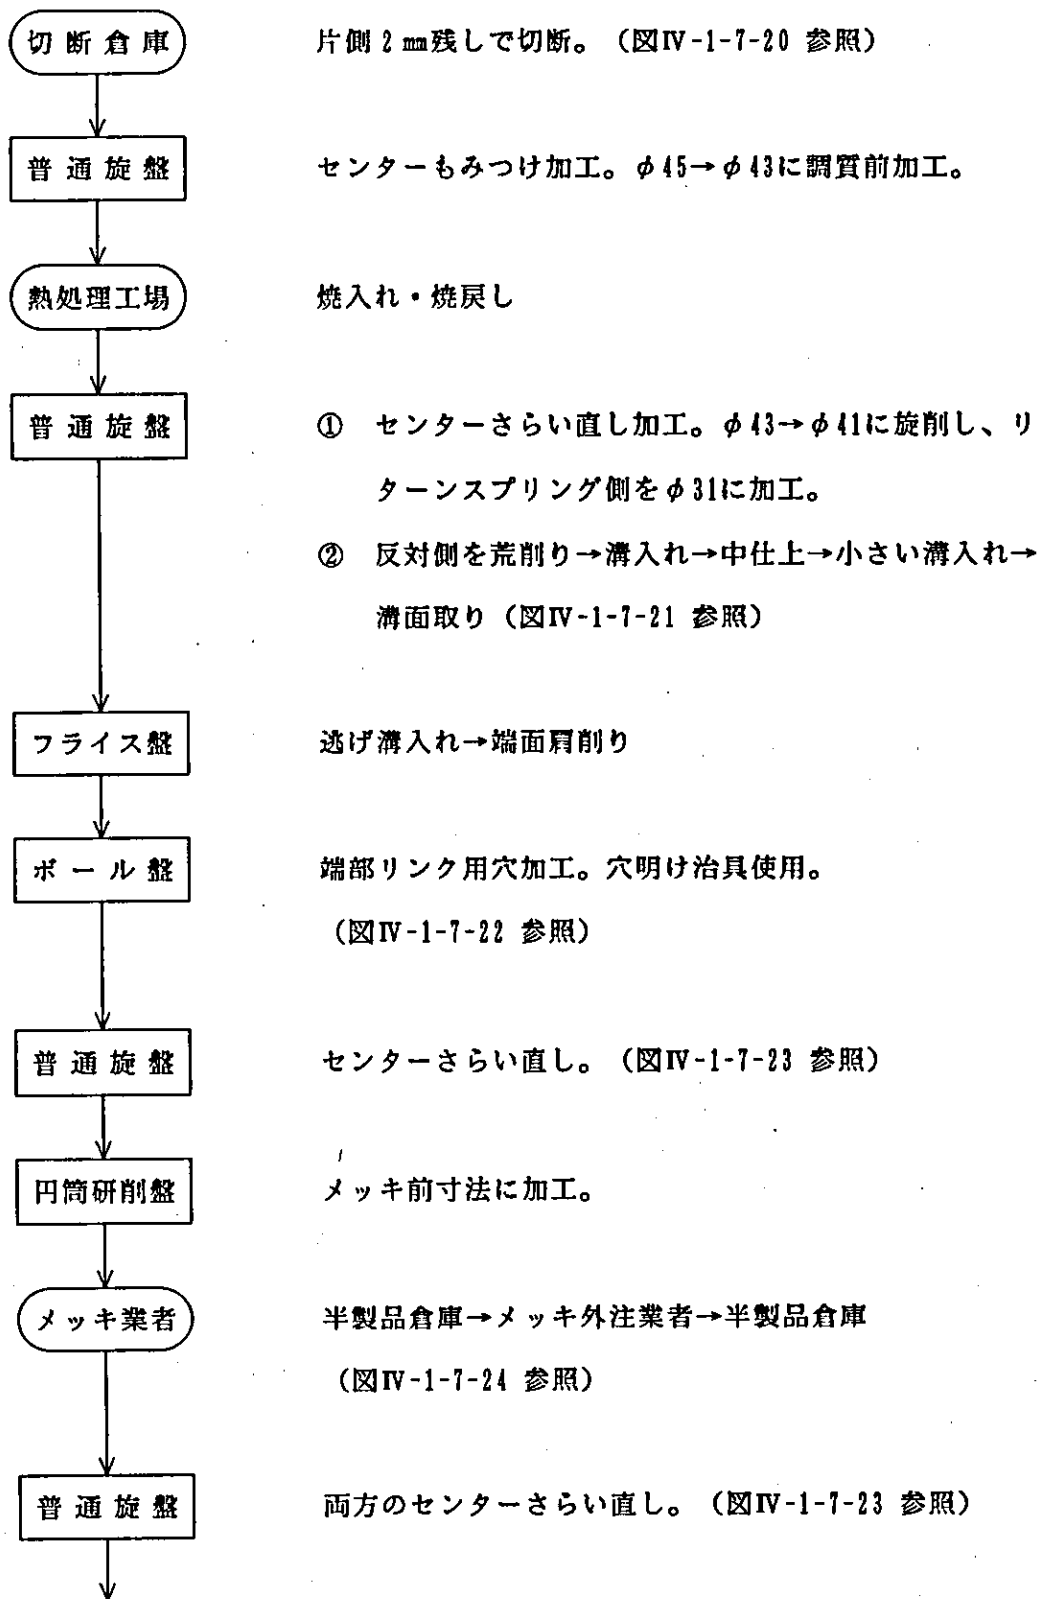 切断倉庫
片側2㎜残しで切断。（図Ⅳ-1-7-20 参照）
普通旋盤
センターもみつけ加工。φ45→φ43に調質前加工。
熱処理工場
焼入れ・焼戻し
普通旋盤
① センターさらい直し加工。φ43→φ41に旋削し、リ
ターンスプリング側をφ31に加工。
② 反対側を荒削り→溝入れ→中仕上→小さい溝入れ→
溝面取り（図Ⅳ-1-7-21 参照）
フライス盤
逃げ溝入れ→端面肩削り
ボール盤
端部リンク用穴加工。穴明け治具使用。
（図Ⅳ-1-7-22 参照）
普通旋盤
センターさらい直し。（図Ⅳ-1-7-23 参照）
円筒研削盤
メッキ前寸法に加工。
メッキ業者
半製品倉庫→メッキ外注業者→半製品倉庫
（図Ⅳ-1-7-24 参照）
普通旋盤
両方のセンターさらい直し。（図Ⅳ-1-7-23 参照）